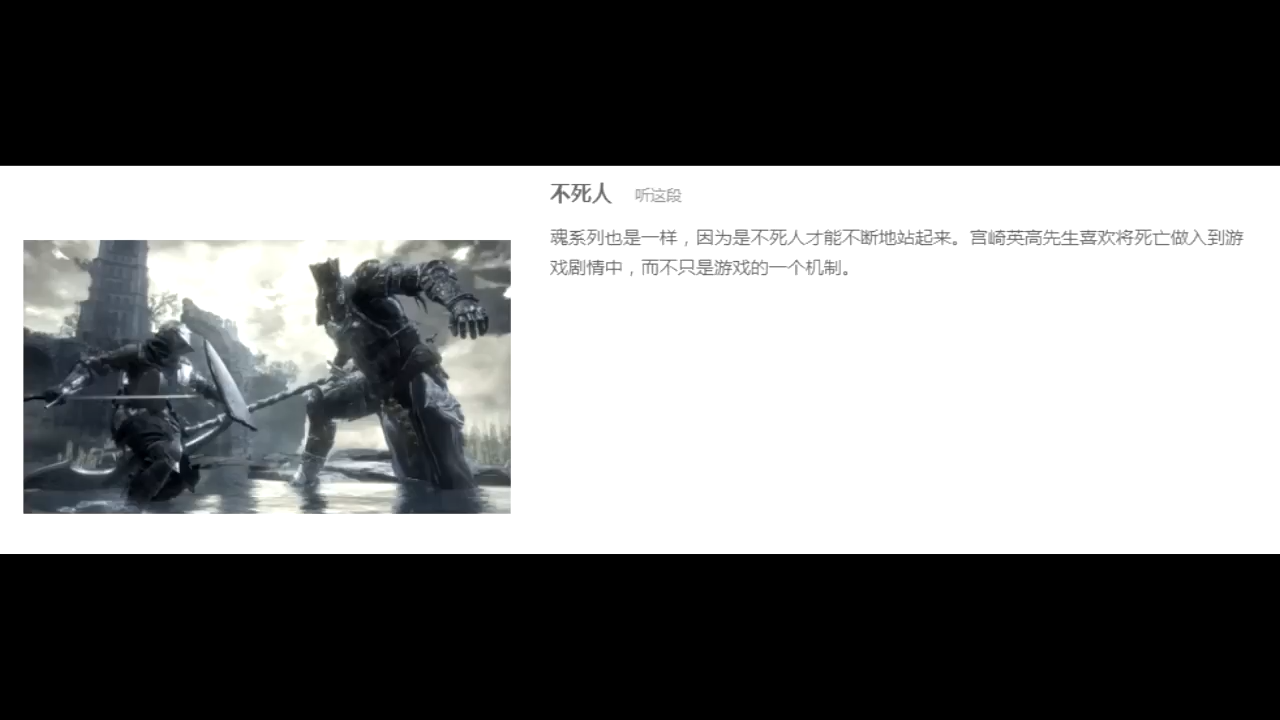 不死人 听这段
魂系列也是一样，因为是不死人才能不断地站起来。宫崎英高先生喜欢将死亡做入到游
戏剧情中，而不只是游戏的一个机制。